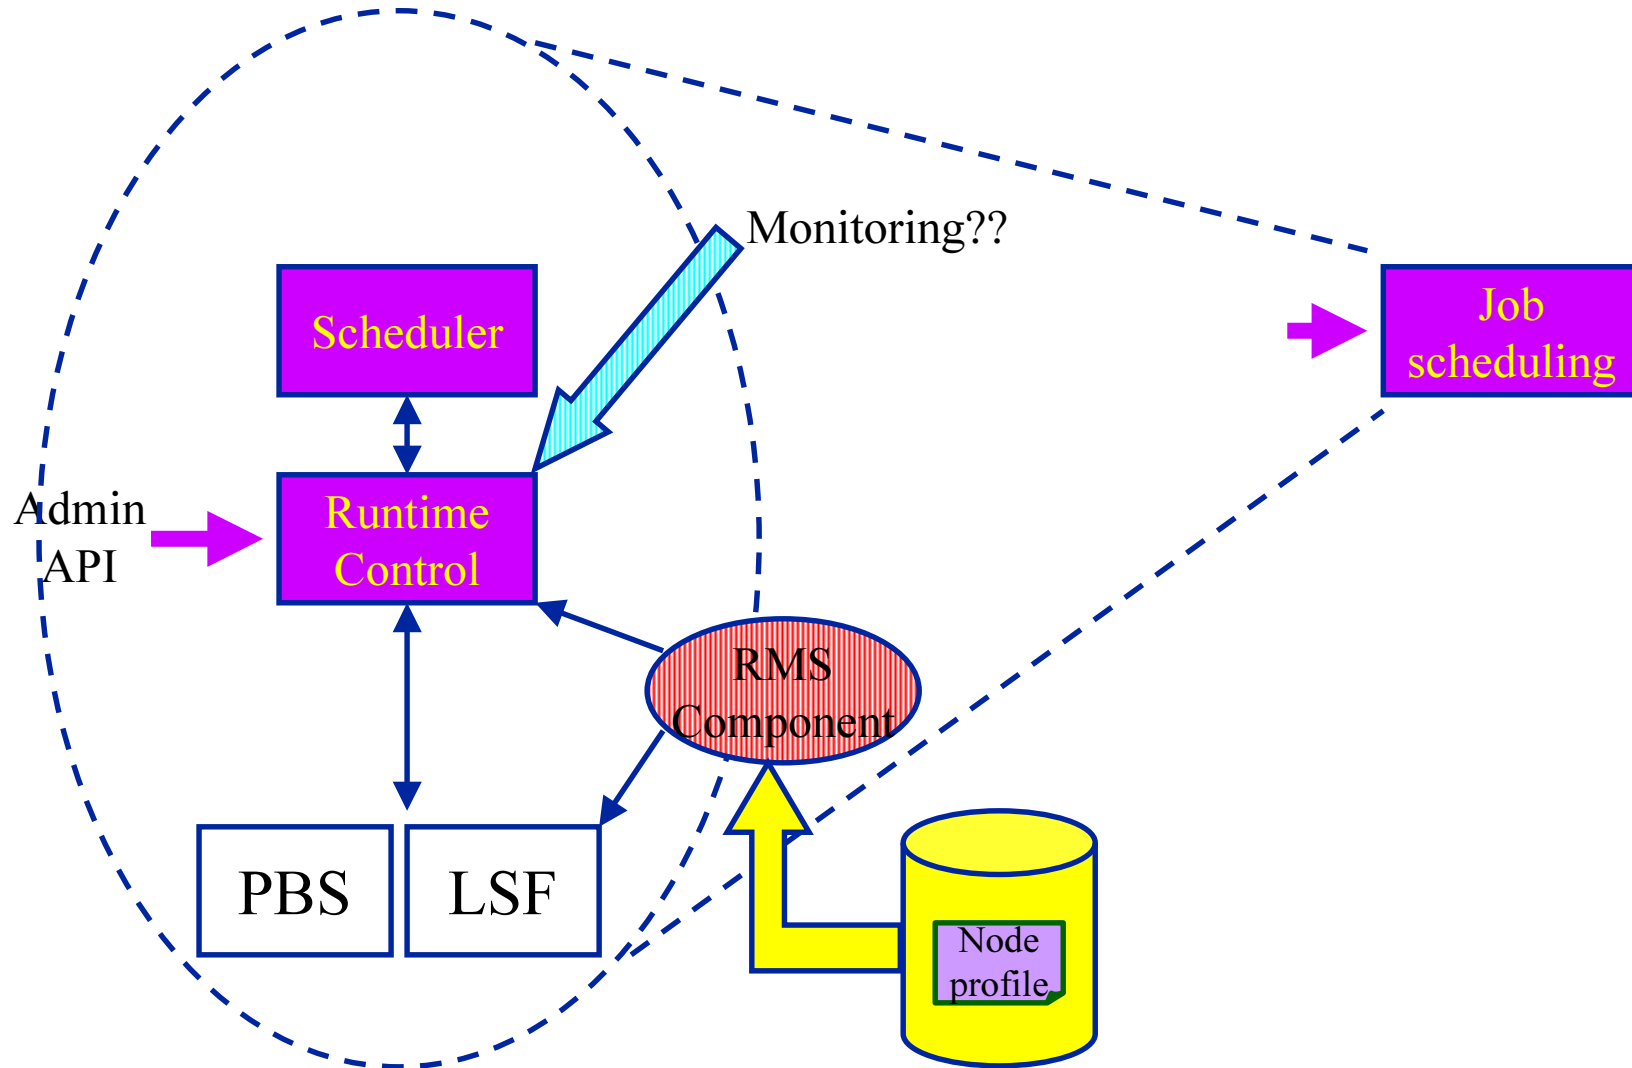 Monitoring??
Scheduler
Job
scheduling
Admin
API
Runtime
Control
RMS
Component
PBS
LSF
Node
profile